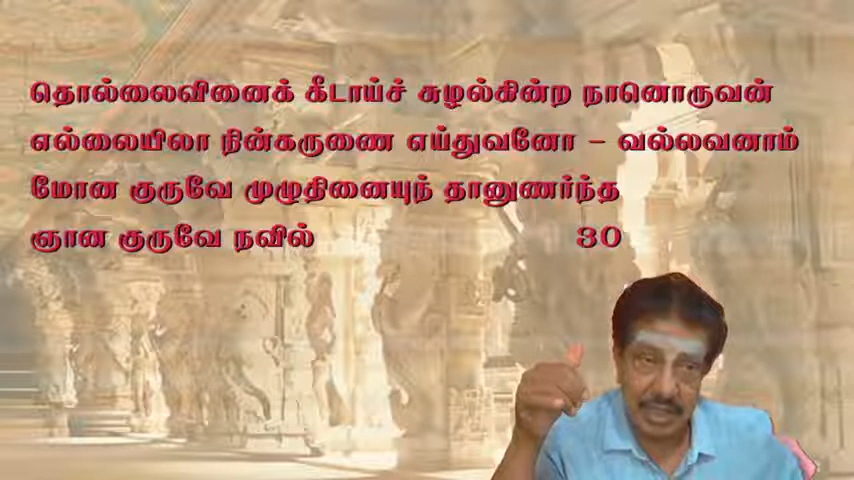 தொல்லைவினைக் கீடாய்ச் சுழல்கின்ற நானொருவன்
எல்லையிலா நின்கருணை எய்துவனோ - வல்லவனாம்
மோன குருவே முழுதினையுந் தானுணர்ந்த
ஞான குருவே நவில் 30